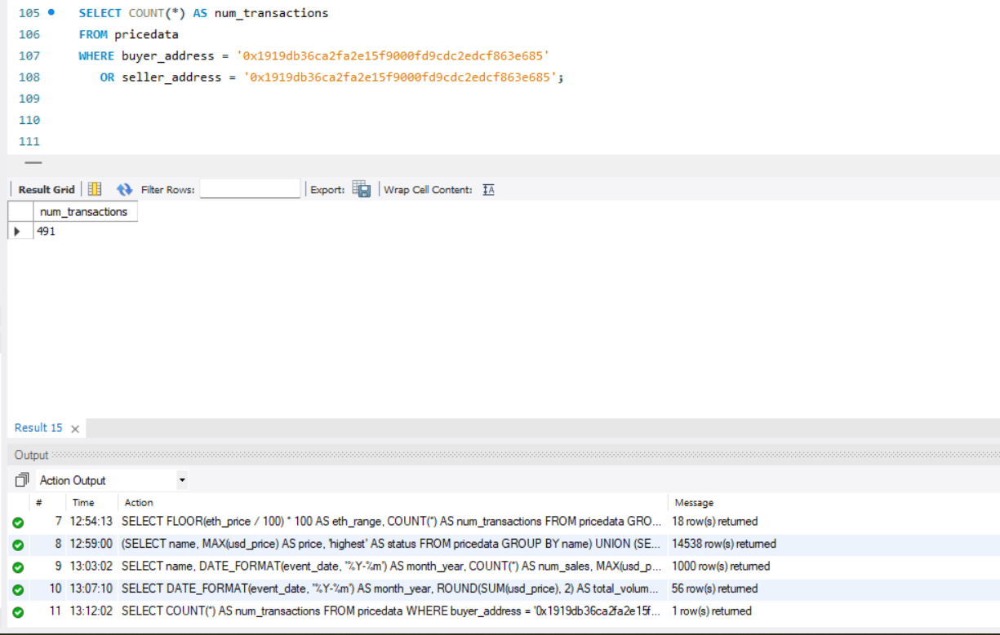 105 SELECT COUNT(*) AS num_transactions
106 FROM pricedata
107 WHERE buyer_address = '0x1919db36ca2fa2e15f9000fd9cdc2edcf863e685'
108 OR seller_address = '0x1919db36ca2fa2e15f9000fd9cdc2edcf863e685';
109
110
111
Result Grid Filter Rows: Export: Wrap Cell Content: IA
num_transactions
491
Result 15 ×
Output
Action Output
# Time Action Message
7 12:54:13 SELECT FLOOR(eth_price / 100) * 100 AS eth_range, COUNT(*) AS num_transactions FROM pricedata GRO... 18 row(s) returned
8 12:59:00 (SELECT name, MAX(usd_price) AS price, 'highest' AS status FROM pricedata GROUP BY name) UNION (SE... 14538 row(s) returned
9 13:03:02 SELECT name, DATE_FORMAT(event_date, '%Y-%m') AS month_year, COUNT(*) AS num_sales, MAX(usd_p... 1000 row(s) returned
10 13:07:10 SELECT DATE_FORMAT(event_date, '%Y-%m') AS month_year, ROUND(SUM(usd_price), 2) AS total_volum... 56 row(s) returned
11 13:12:02 SELECT COUNT(*) AS num_transactions FROM pricedata WHERE buyer_address = '0x1919db36ca2fa2e15f... 1 row(s) returned